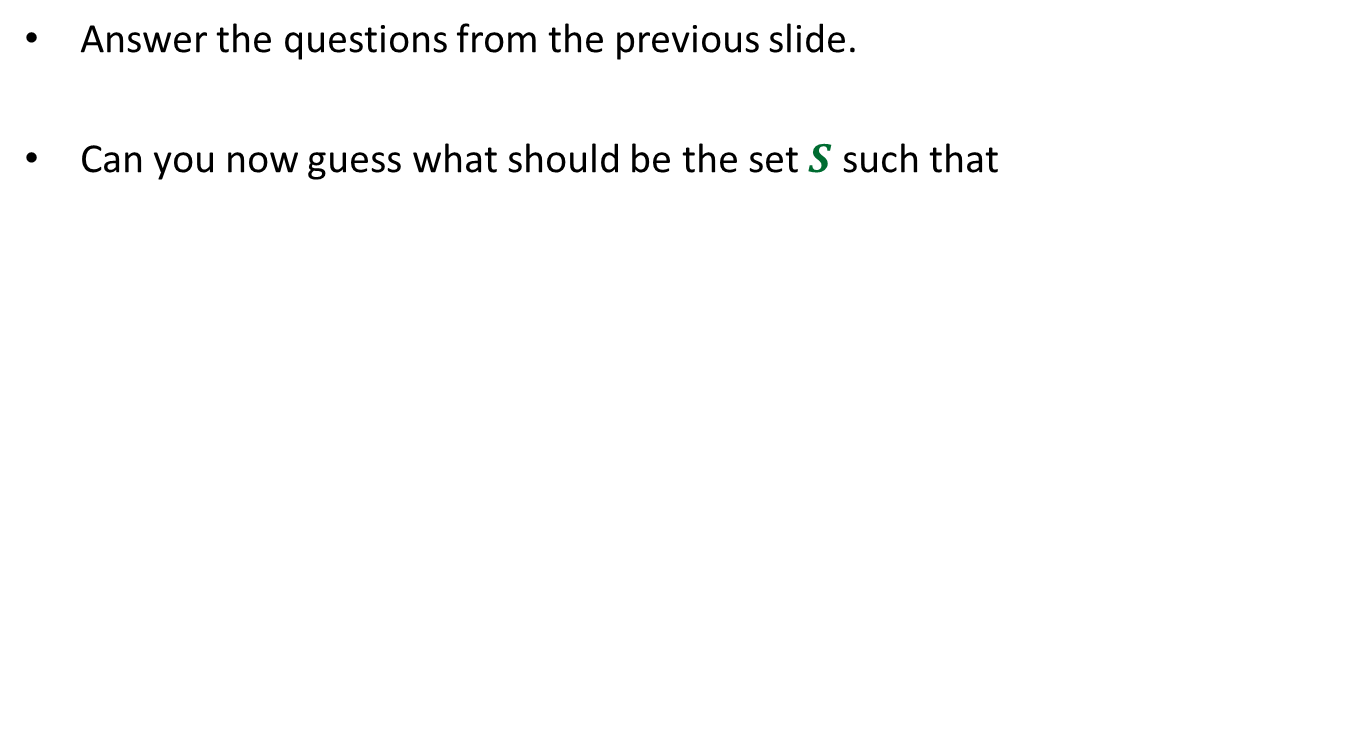 • Answer the questions from the previous slide.
• Can you now guess what should be the set S such that